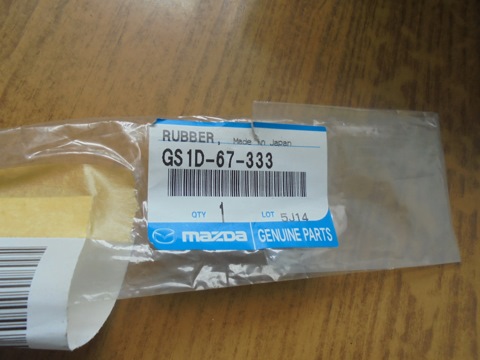 RUBBER, Made in Japan
GS1D-67-333
QTY 1 LOT 5J14
mazda GENUINE PARTS